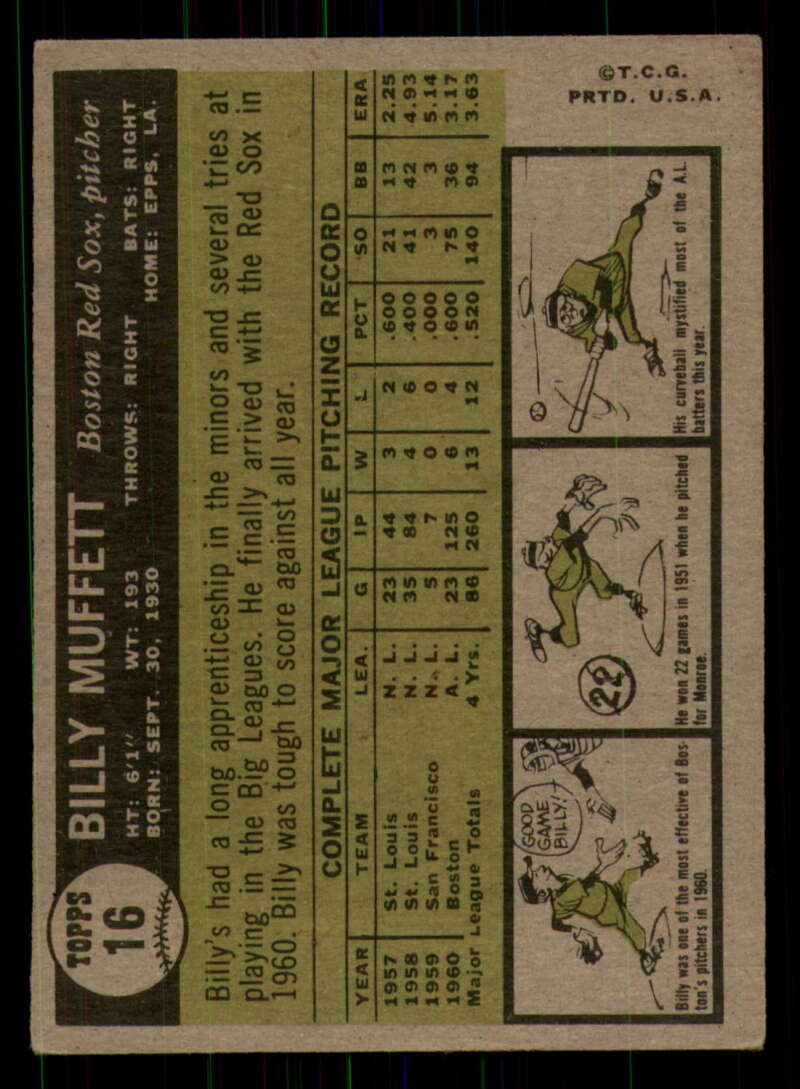 TOPPS
16
BILLY MUFFETT Boston Red Sox, pitcher
HT: 6'1" WT: 193 THROWS: RIGHT BATS: RIGHT
BORN: SEPT. 30, 1930 HOME: EPPS, LA.
Billy's had a long apprenticeship in the minors and several tries at
playing in the Big Leagues. He finally arrived with the Red Sox in
1960. Billy was tough to score against all year.
COMPLETE MAJOR LEAGUE PITCHING RECORD
YEAR TEAM LEA. G IP W L PCT SO BB ERA
1957 St. Louis N. L. 23 44 3 2 .600 21 13 2.25
1958 St. Louis N. L. 35 84 4 6 .400 41 42 4.93
1959 San Francisco N. L. 5 7 0 0 .000 3 3 5.14
1960 Boston A. L. 23 125 6 4 .600 75 36 3.17
Major League Totals 4 Yrs. 86 260 13 12 .520 140 94 3.63
GOOD
GAME
BILLY!
Billy was one of the most effective of Bos-
ton's pitchers in 1960.
22
He won 22 games in 1951 when he pitched
for Monroe.
His curveball mystified most of the A.L.
batters this year.
©T.C.G.
PRTD. U.S.A.